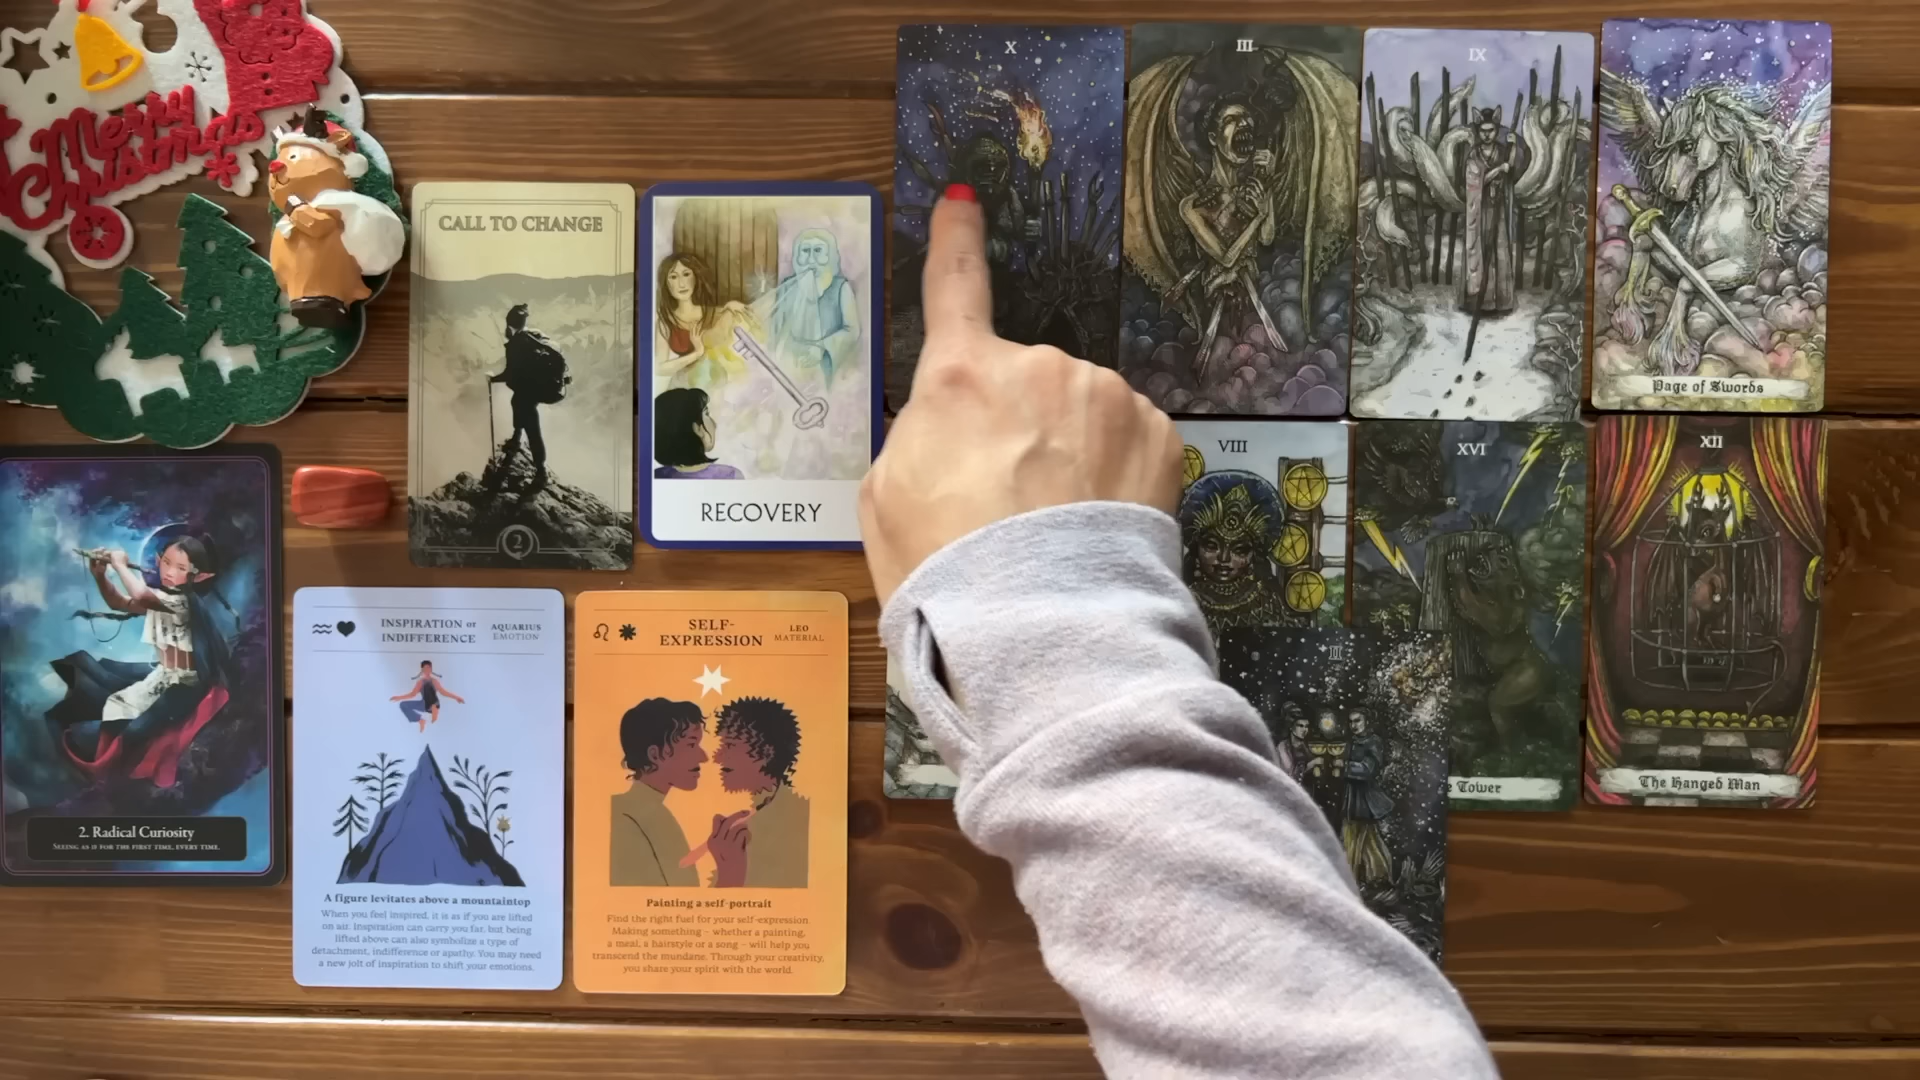 Merry
Christmas
CALL TO CHANGE
2
RECOVERY
X
III
IX
Page of Swords
VIII
XVI
e Tower
XII
The Hanged Man
II
2. Radical Curiosity
SEEING AS IF FOR THE FIRST TIME, EVERY TIME.
INSPIRATION or
INDIFFERENCE
AQUARIUS
EMOTION
A figure levitates above a mountaintop
When you feel inspired, it is as if you are lifted
on air. Inspiration can carry you far, but being
lifted above can also symbolize a type of
detachment, indifference or apathy. You may need
a new jolt of inspiration to shift your emotions.
SELF-
EXPRESSION
LEO
MATERIAL
Painting a self-portrait
Find the right fuel for your self-expression.
Making something – whether a painting,
a meal, a hairstyle or a song – will help you
transcend the mundane. Through your creativity,
you share your spirit with the world.